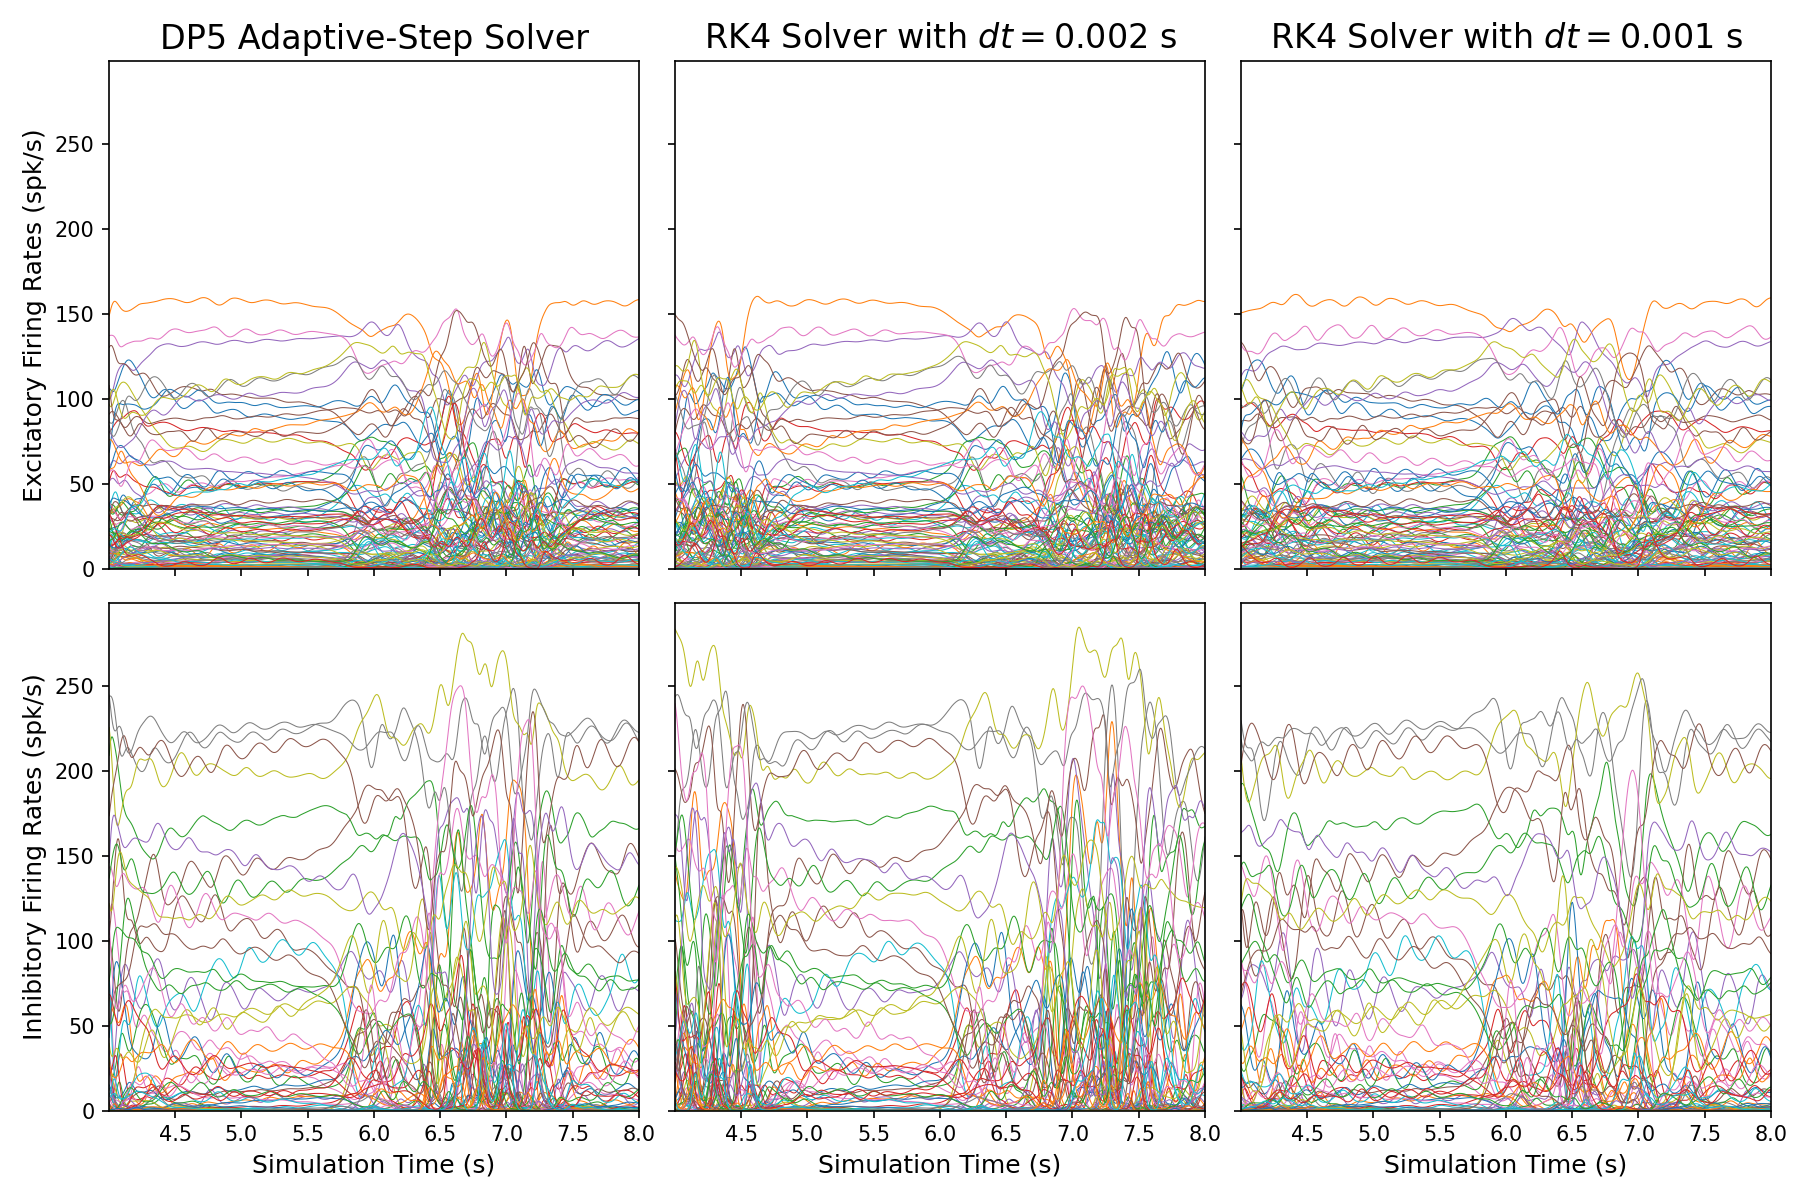 DP5 Adaptive-Step Solver
RK4 Solver with dt = 0.002 s
RK4 Solver with dt = 0.001 s
Excitatory Firing Rates (spk/s)
250
200
150
100
50
0
Inhibitory Firing Rates (spk/s)
250
200
150
100
50
0
4.5 5.0 5.5 6.0 6.5 7.0 7.5 8.0
4.5 5.0 5.5 6.0 6.5 7.0 7.5 8.0
4.5 5.0 5.5 6.0 6.5 7.0 7.5 8.0
Simulation Time (s)
Simulation Time (s)
Simulation Time (s)